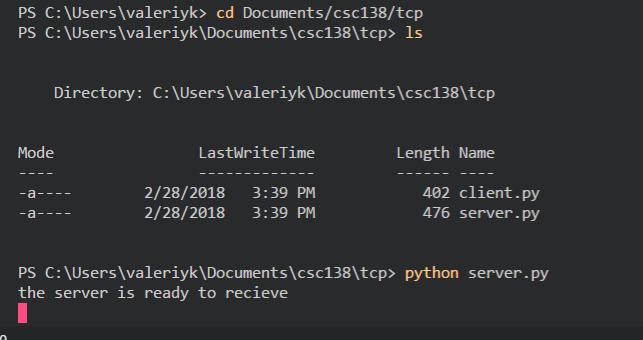 PS C:\Users\valeriyk> cd Documents/csc138/tcp
PS C:\Users\valeriyk\Documents\csc138\tcp> ls
Directory: C:\Users\valeriyk\Documents\csc138\tcp
Mode LastWriteTime Length Name
---- ------------- ------ ----
-a---- 2/28/2018 3:39 PM 402 client.py
-a---- 2/28/2018 3:39 PM 476 server.py
PS C:\Users\valeriyk\Documents\csc138\tcp> python server.py
the server is ready to recieve